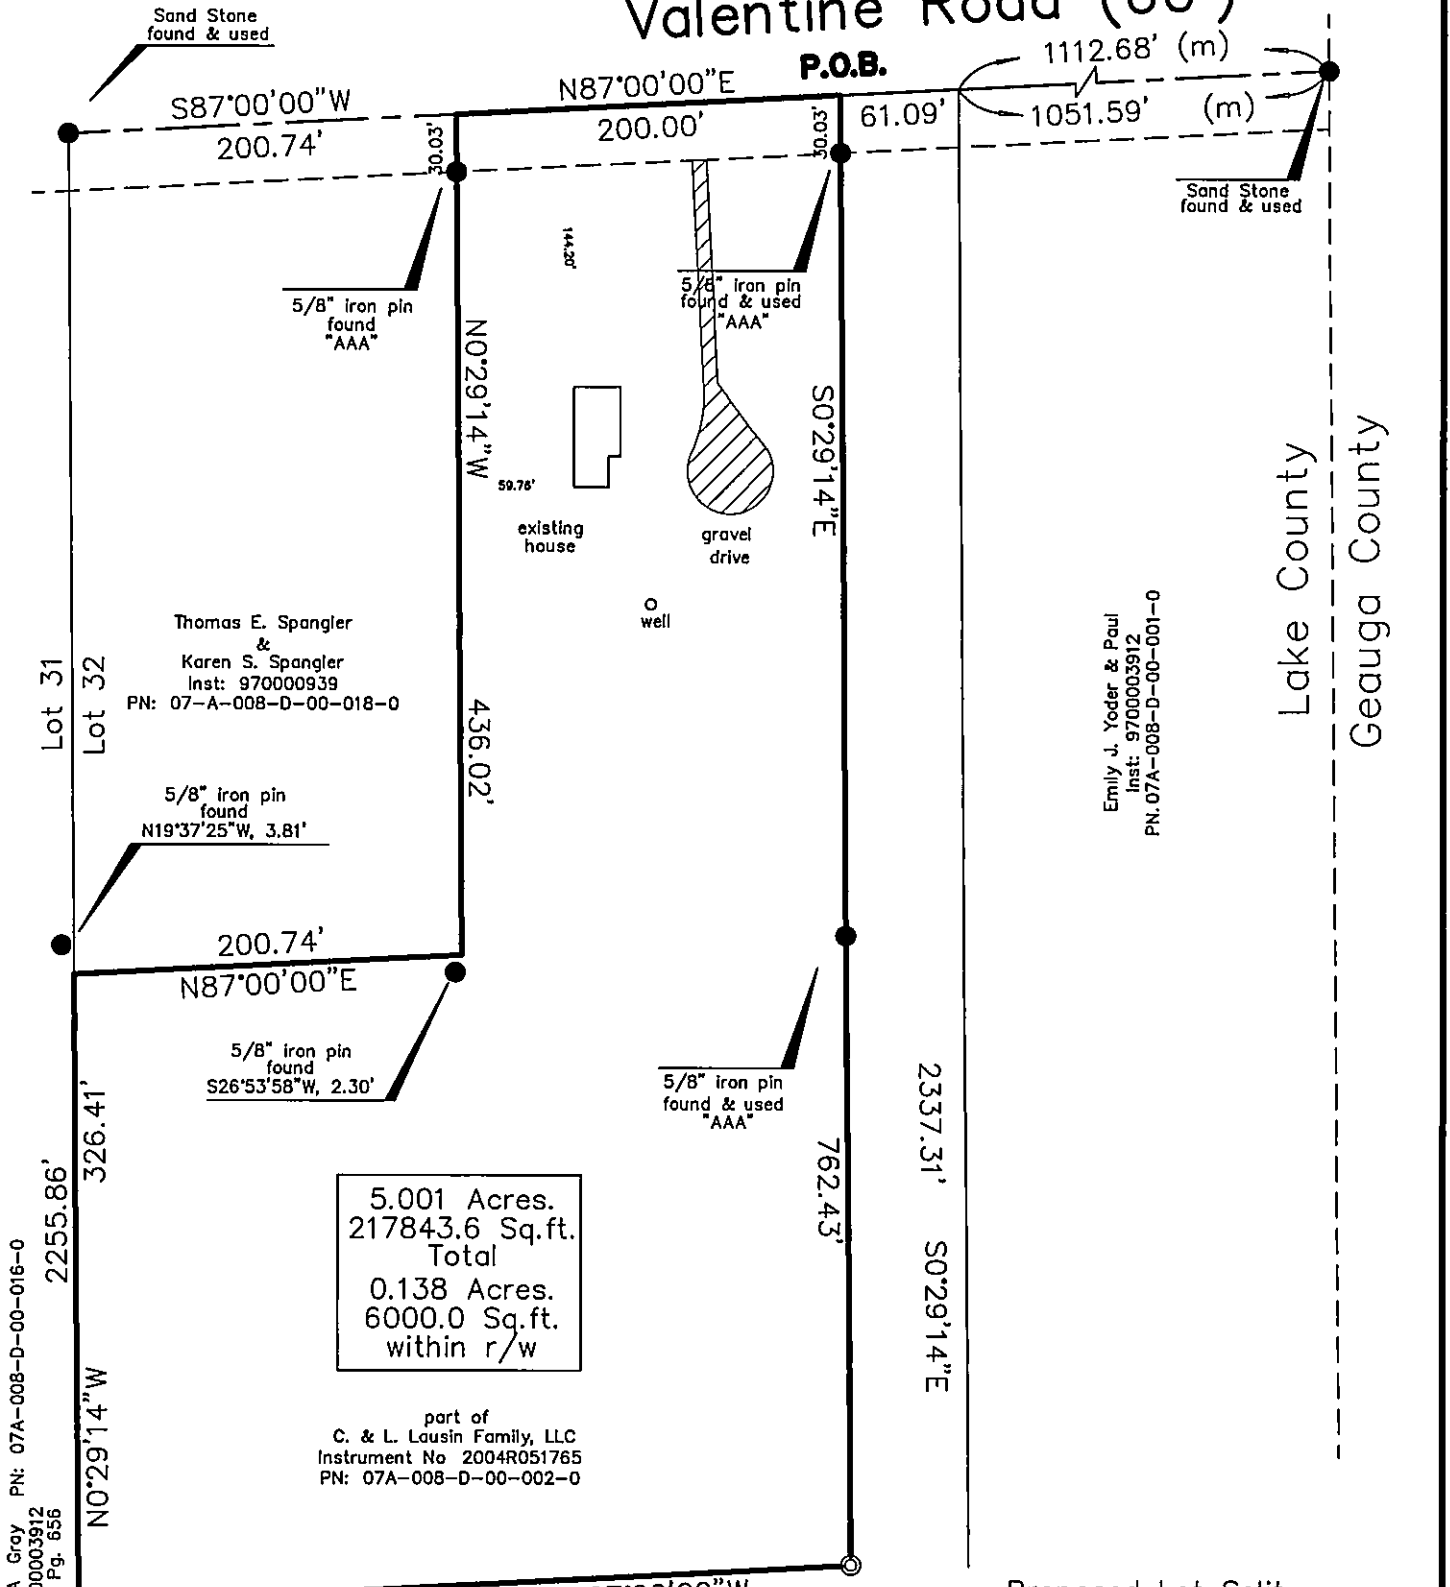 Valentine Road (60')
Sand Stone
found & used
P.O.B.
1112.68' (m)
N87°00'00"E
S87°00'00"W
200.74'
30.03'
200.00'
30.03'
61.09'
1051.59' (m)
Sand Stone
found & used
144.20'
5/8" iron pin
found
"AAA"
5/8" iron pin
found & used
"AAA"
N0°29'14"W
436.02'
S0°29'14"E
762.43'
59.76'
existing
house
gravel
drive
well
Thomas E. Spangler
&
Karen S. Spangler
Inst: 970000939
PN: 07-A-008-D-00-018-0
Lot 31
Lot 32
Emily J. Yoder & Paul
Inst: 9700003912
PN. 07A-008-D-00-001-0
Lake County
Geauga County
5/8" iron pin
found
N19°37'25"W, 3.81'
200.74'
N87°00'00"E
5/8" iron pin
found
S26°53'58"W, 2.30'
5/8" iron pin
found & used
"AAA"
2337.31' S0°29'14"E
326.41'
2255.86'
N0°29'14"W
5.001 Acres.
217843.6 Sq.ft.
Total
0.138 Acres.
6000.0 Sq.ft.
within r/w
part of
C. & L. Lausin Family, LLC
Instrument No 2004R051765
PN: 07A-008-D-00-002-0
A Gray PN: 07A-008-D-00-016-0
00003912
Pg. 656
Proposed Lot Split